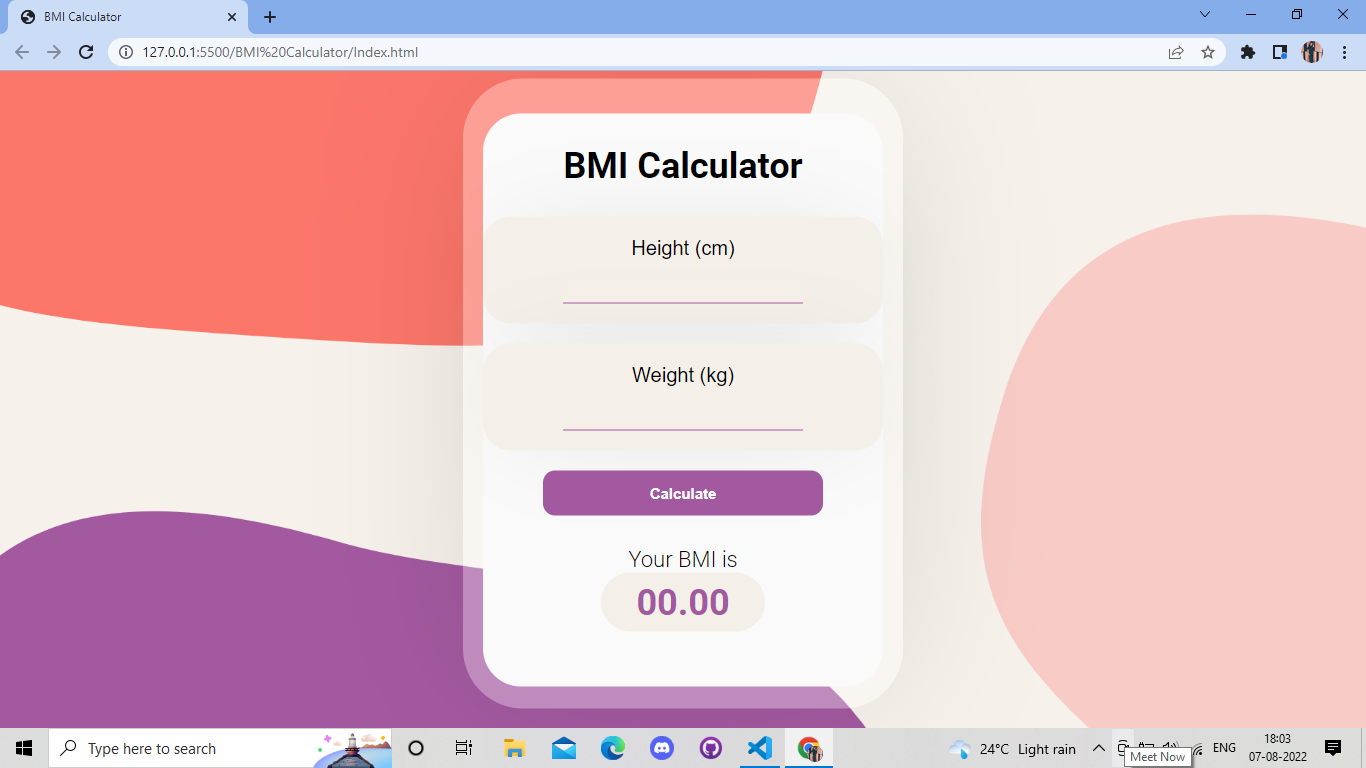 BMI Calculator
127.0.0.1:5500/BMI%20Calculator/Index.html
BMI Calculator
Height (cm)
Weight (kg)
Calculate
Your BMI is
00.00
Type here to search
24°C Light rain
ENG
18:03
07-08-2022
Meet Now